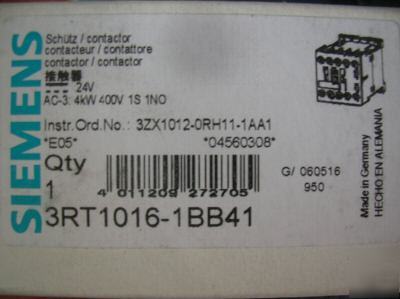 SIEMENS
Schütz / contactor
contacteur / contattore
contactor / contator
接触器
24V
AC-3: 4kW 400V 1S 1NO
Instr.Ord.No.: 3ZX1012-0RH11-1AA1
*E05* *04560308*
Qty
1
4 011209 272705
G/ 060516
950
Made in Germany
HECHO EN ALEMANIA
3RT1016-1BB41